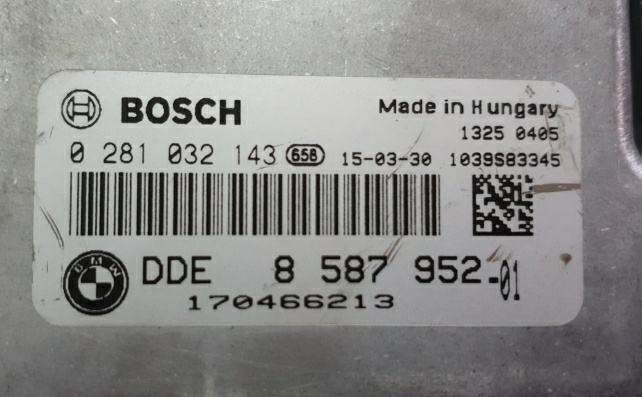 BOSCH Made in Hungary
1325 0405
0 281 032 143 658 15-03-30 1039S83345
BMW DDE 8 587 952-01
170466213